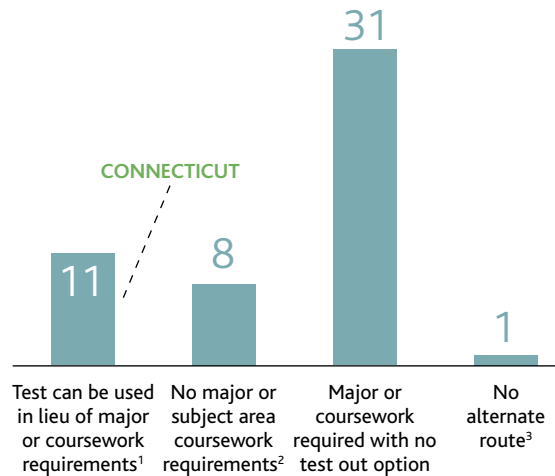 31
CONNECTICUT
11
8
1
Test can be used
in lieu of major
or coursework
requirements¹
No major or
subject area
coursework
requirements²
Major or
coursework
required with no
test out option
No
alternate
route³